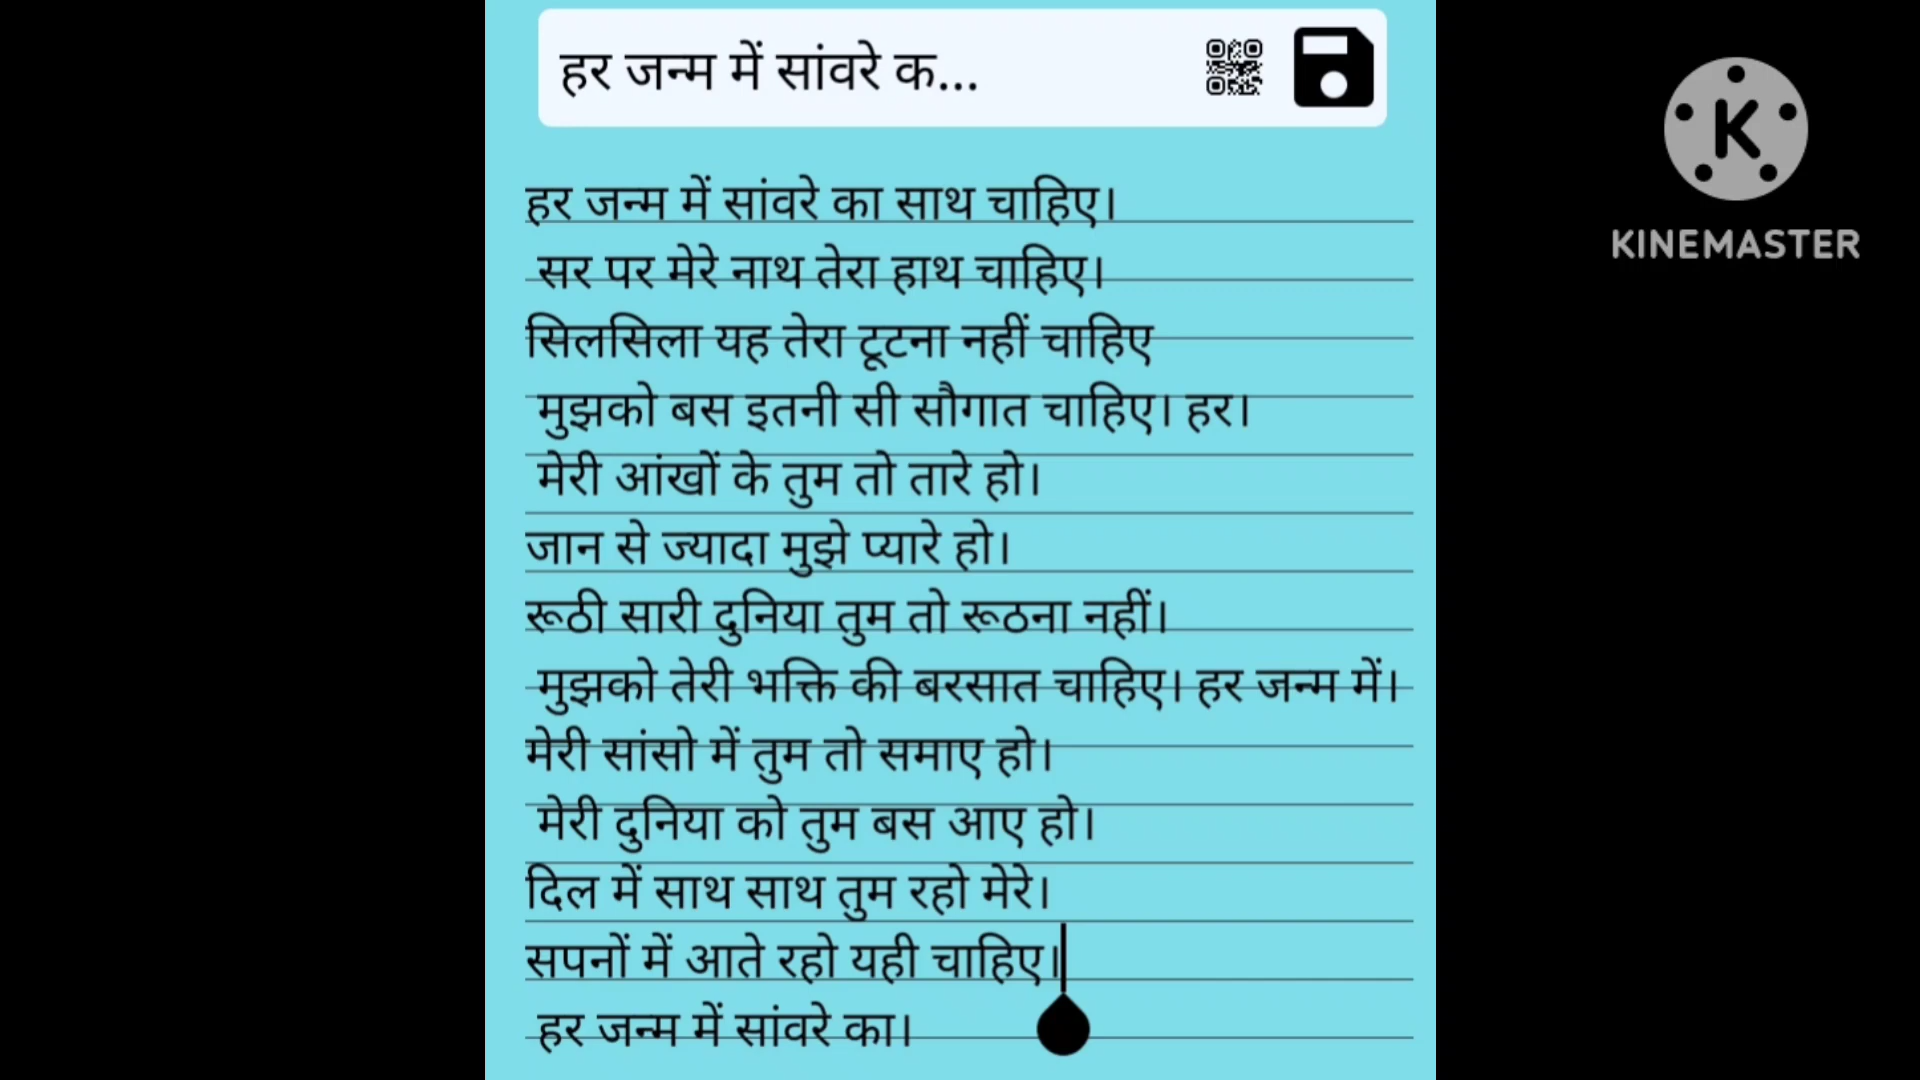 हर जन्म में सांवरे क...
हर जन्म में सांवरे का साथ चाहिए।
सर पर मेरे नाथ तेरा हाथ चाहिए।
सिलसिला यह तेरा टूटना नहीं चाहिए
मुझको बस इतनी सी सौगात चाहिए। हर।
मेरी आंखों के तुम तो तारे हो।
जान से ज्यादा मुझे प्यारे हो।
रूठी सारी दुनिया तुम तो रूठना नहीं।
मुझको तेरी भक्ति की बरसात चाहिए। हर जन्म में।
मेरी सांसो में तुम तो समाए हो।
मेरी दुनिया को तुम बस आए हो।
दिल में साथ साथ तुम रहो मेरे।
सपनों में आते रहो यही चाहिए।
हर जन्म में सांवरे का।
K
KINEMASTER